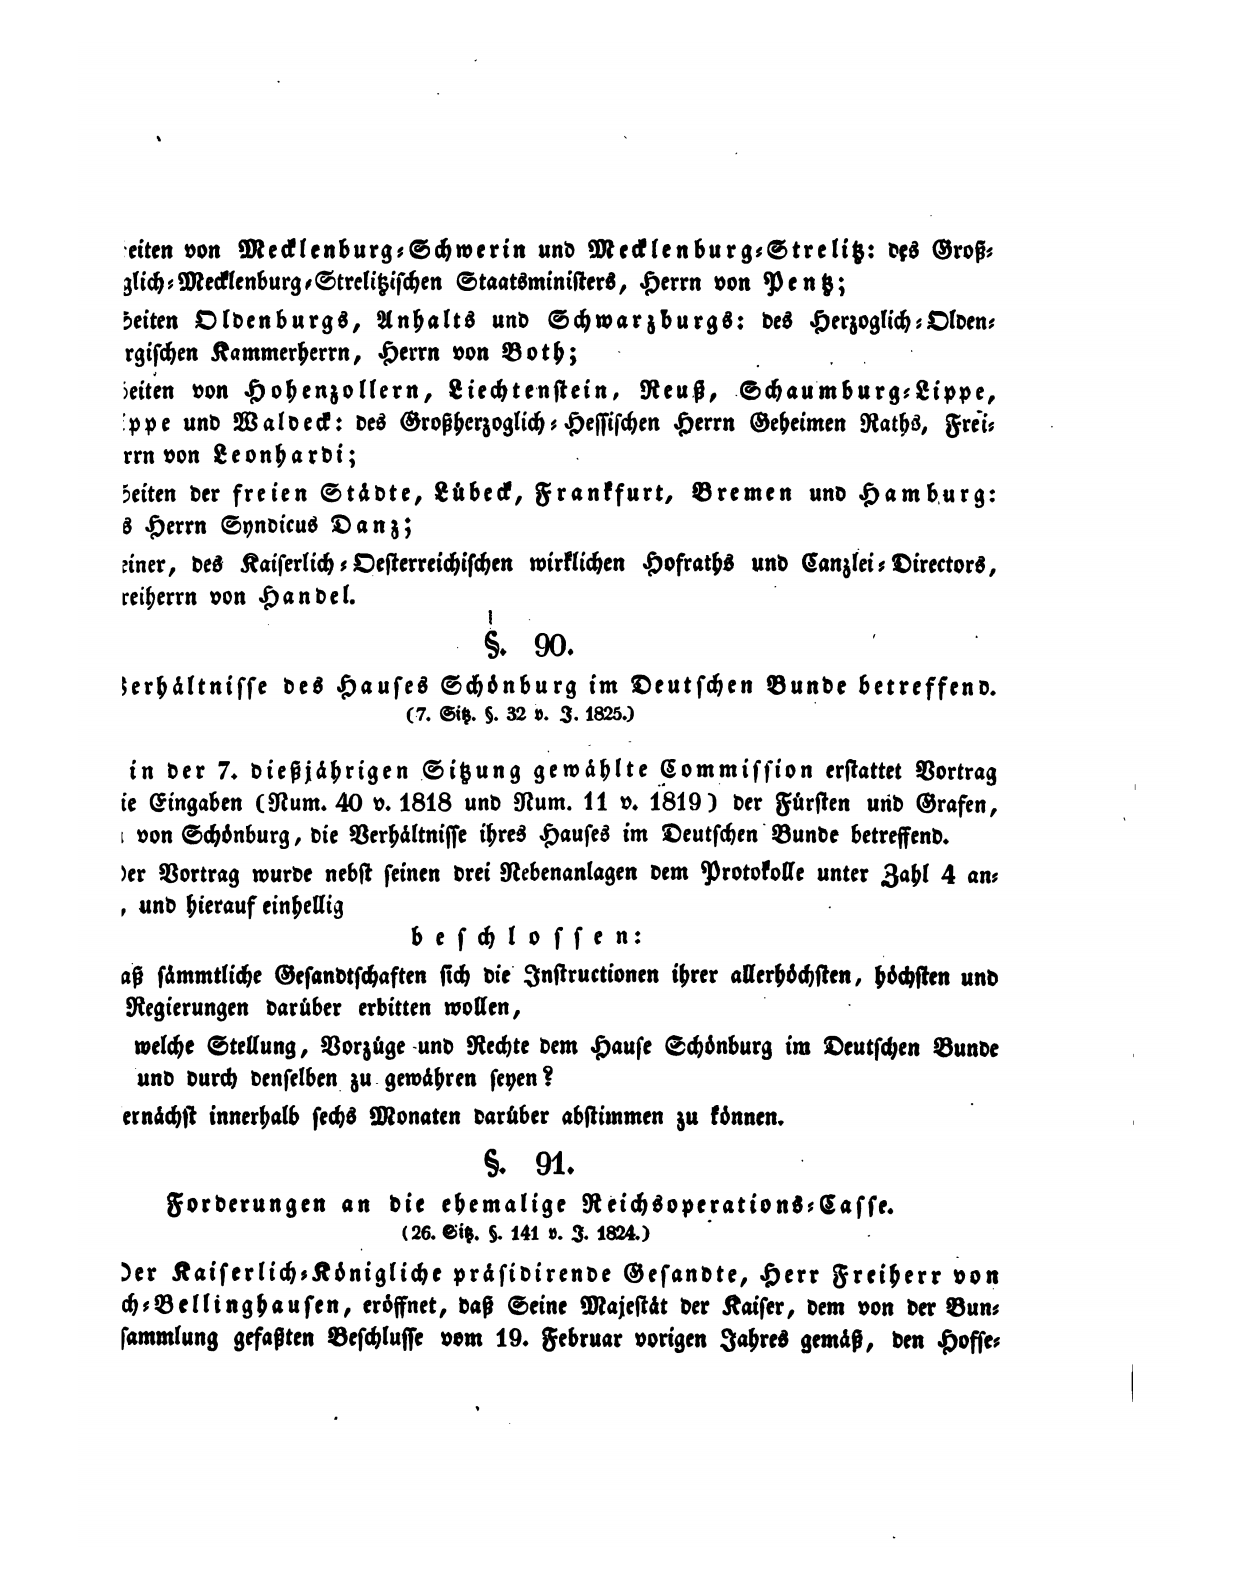 eiten von Mecklenburg-Schwerin und Mecklenburg-Strelitz: des Groß-
glich-Mecklenburg-Strelitzischen Staatsministers, Herrn von Pentz;
Seiten Oldenburgs, Anhalts und Schwarzburgs: des Herzoglich-Olden-
rgischen Kammerherrn, Herrn von Both;
eiten von Hohenzollern, Liechtenstein, Reuß, Schaumburg-Lippe,
ppe und Waldeck: des Großherzoglich-Hessischen Herrn Geheimen Raths, Frei-
rrn von Leonhardi;
Seiten der freien Städte, Lübeck, Frankfurt, Bremen und Hamburg:
s Herrn Syndicus Danz;
einer, des Kaiserlich-Oesterreichischen wirklichen Hofraths und Canzlei-Directors,
reiherrn von Handel.
§. 90.
Verhältnisse des Hauses Schönburg im Deutschen Bunde betreffend.
(7. Sitz. §. 32 v. J. 1825.)
in der 7. dießjährigen Sitzung gewählte Commission erstattet Vortrag
ie Eingaben (Num. 40 v. 1818 und Num. 11 v. 1819) der Fürsten und Grafen,
von Schönburg, die Verhältnisse ihres Hauses im Deutschen Bunde betreffend.
Der Vortrag wurde nebst seinen drei Nebenanlagen dem Protokolle unter Zahl 4 an-
, und hierauf einhellig
beschlossen:
aß sämmtliche Gesandtschaften sich die Instructionen ihrer allerhöchsten, höchsten und
Regierungen darüber erbitten wollen,
welche Stellung, Vorzüge und Rechte dem Hause Schönburg im Deutschen Bunde
und durch denselben zu gewähren seyen?
ernächst innerhalb sechs Monaten darüber abstimmen zu können.
§. 91.
Forderungen an die ehemalige Reichsoperations-Casse.
(26. Sitz. §. 141 v. J. 1824.)
Der Kaiserlich-Königliche präsidirende Gesandte, Herr Freiherr von
ch-Bellinghausen, eröffnet, daß Seine Majestät der Kaiser, dem von der Bun-
sammlung gefaßten Beschlusse vom 19. Februar vorigen Jahres gemäß, den Hofse-